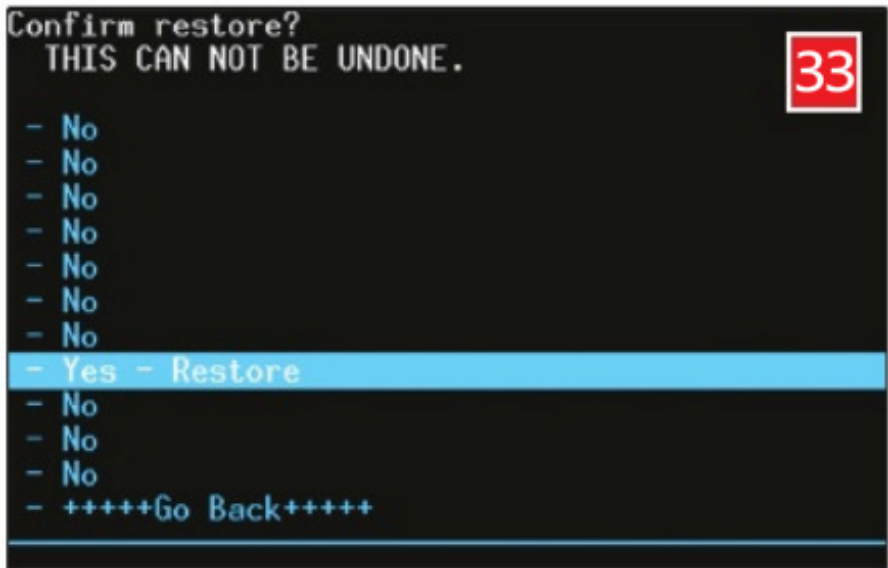 Confirm restore?
THIS CAN NOT BE UNDONE.
33
- No
- No
- No
- No
- No
- No
- No
- Yes - Restore
- No
- No
- No
- +++++Go Back+++++